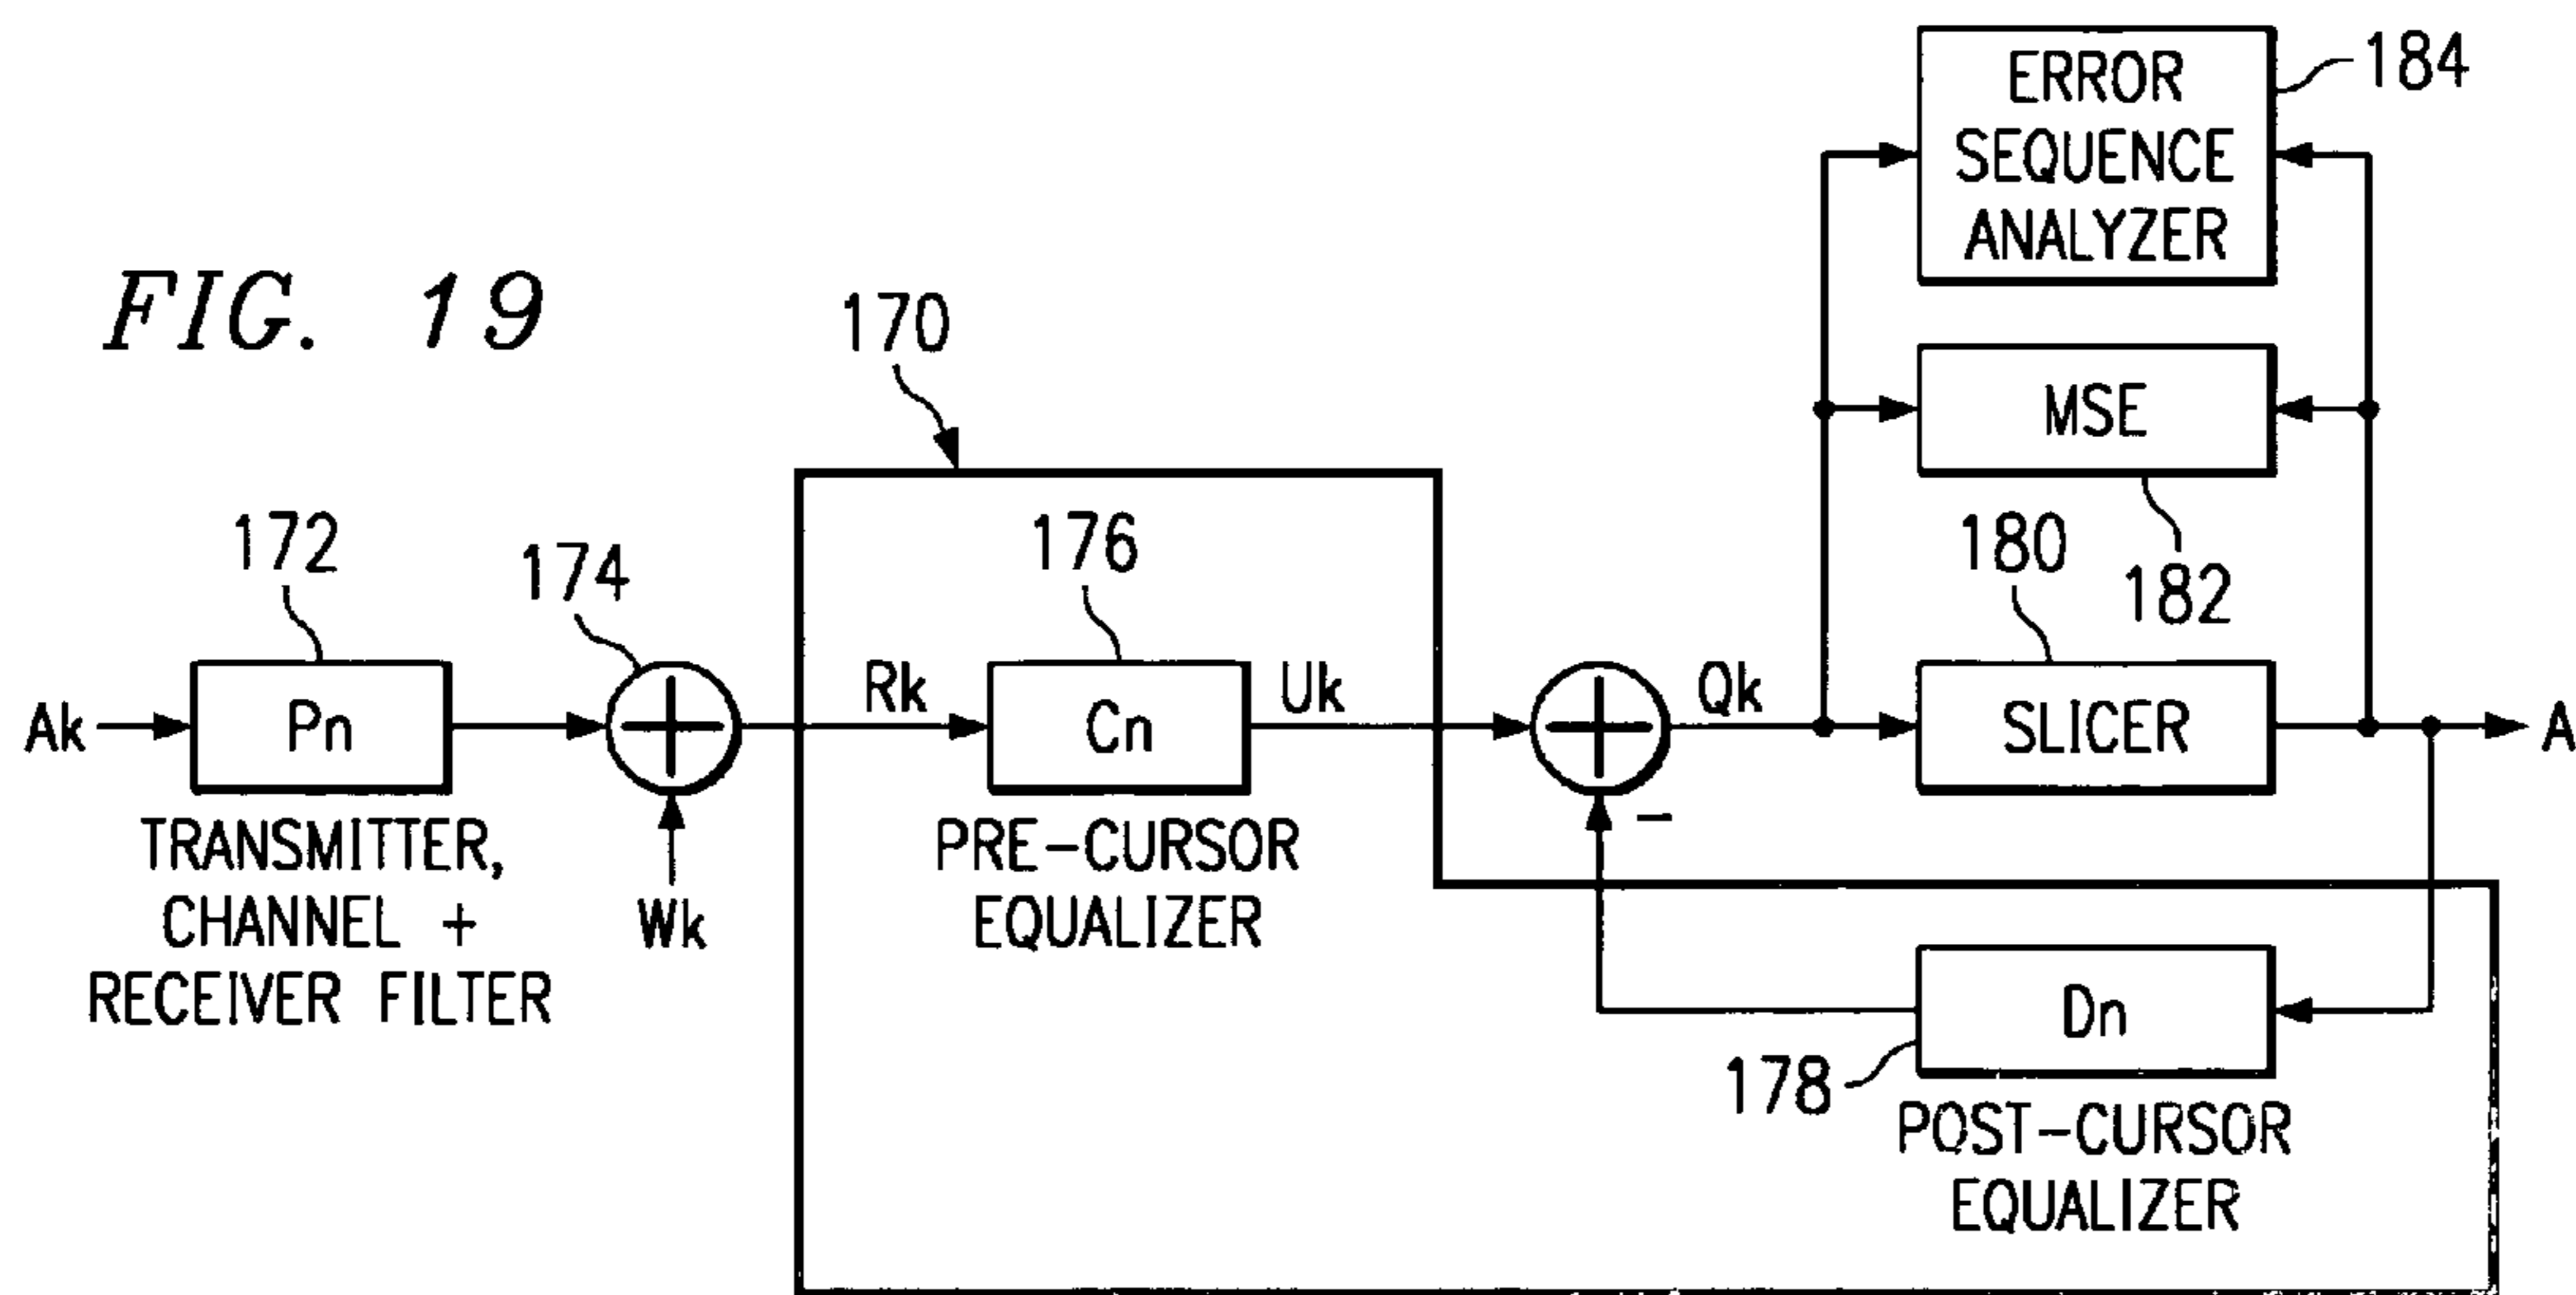 FIG. 19
ERROR
SEQUENCE
ANALYZER
184
170
MSE
182
172
174
176
180
Ak
Pn
Rk
Cn
Uk
Qk
SLICER
A
TRANSMITTER,
CHANNEL +
RECEIVER FILTER
Wk
PRE-CURSOR
EQUALIZER
−
Dn
178
POST-CURSOR
EQUALIZER